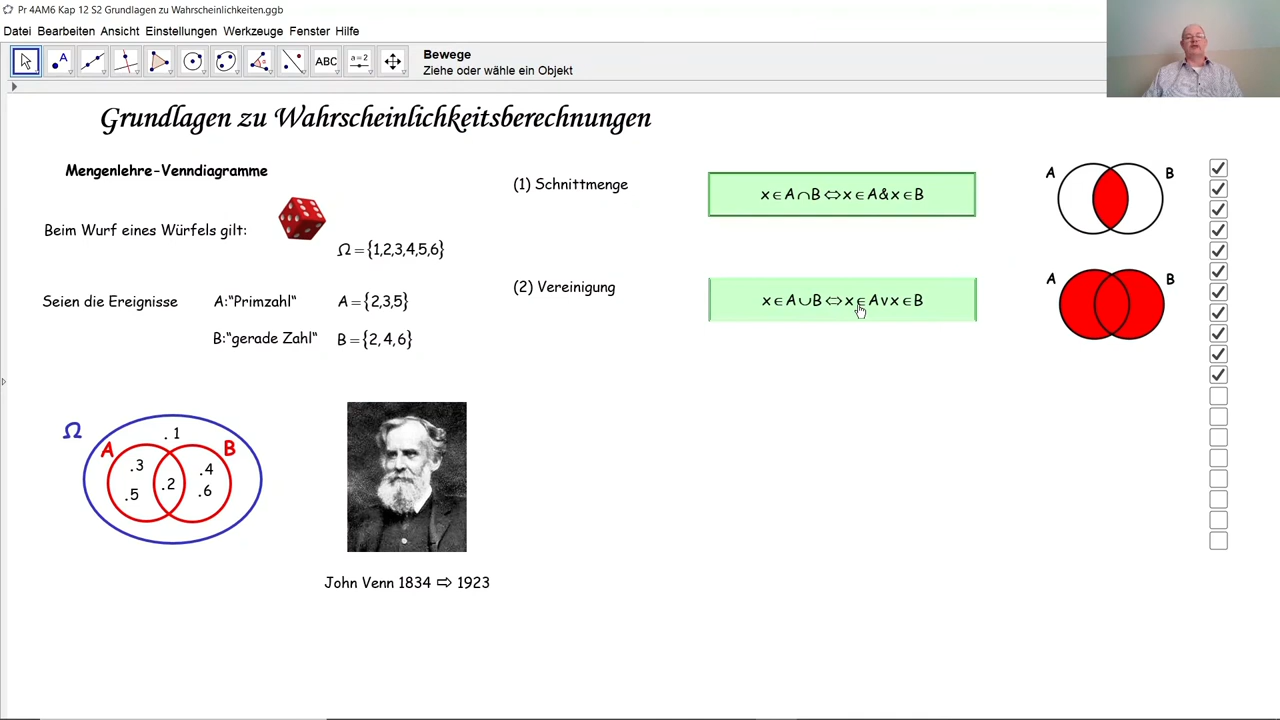 Pr 4AM6 Kap 12 S2 Grundlagen zu Wahrscheinlichkeiten.ggb
Datei Bearbeiten Ansicht Einstellungen Werkzeuge Fenster Hilfe
A
ABC
a=2
Bewege
Ziehe oder wähle ein Objekt
Grundlagen zu Wahrscheinlichkeitsberechnungen
Mengenlehre-Venndiagramme
Beim Wurf eines Würfels gilt:
Ω={1,2,3,4,5,6}
Seien die Ereignisse A:"Primzahl" A={2,3,5}
B:"gerade Zahl" B={2,4,6}
(1) Schnittmenge
x∈A∩B⇔x∈A&x∈B
A B
(2) Vereinigung
x∈A∪B⇔x∈A∨x∈B
A B
Ω
.1
A B
.3 .4
.2
.5 .6
John Venn 1834 ⇨ 1923